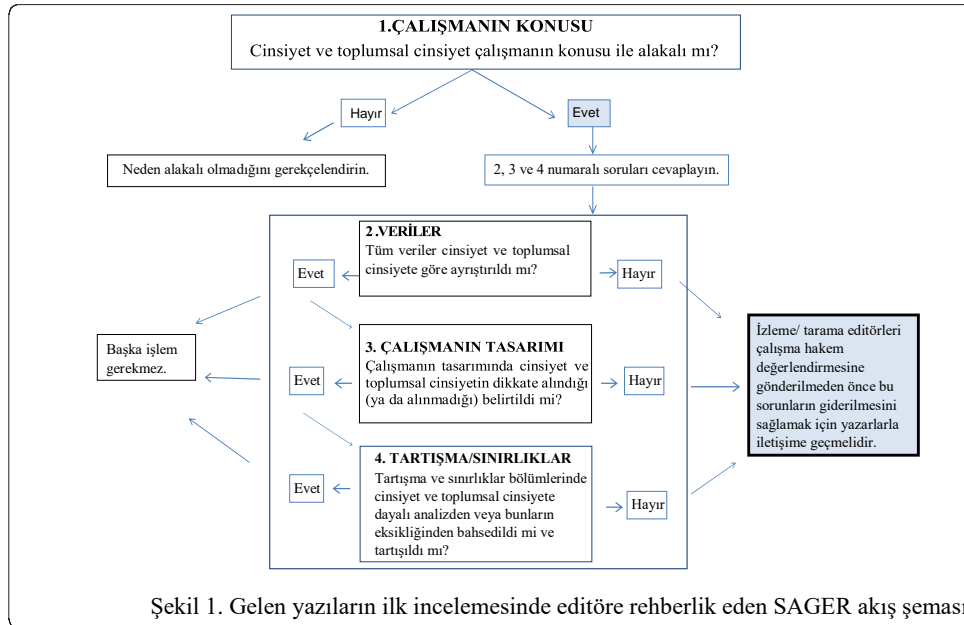 1.ÇALIŞMANIN KONUSU
Cinsiyet ve toplumsal cinsiyet çalışmanın konusu ile alakalı mı?
Hayır
Evet
Neden alakalı olmadığını gerekçelendirin.
2, 3 ve 4 numaralı soruları cevaplayın.
2.VERİLER
Tüm veriler cinsiyet ve toplumsal
cinsiyete göre ayrıştırıldı mı?
Evet
Hayır
Başka işlem
gerekmez.
3. ÇALIŞMANIN TASARIMI
Çalışmanın tasarımında cinsiyet ve
toplumsal cinsiyetin dikkate alındığı
(ya da alınmadığı) belirtildi mi?
Evet
Hayır
İzleme/ tarama editörleri
çalışma hakem
değerlendirmesine
gönderilmeden önce bu
sorunların giderilmesini
sağlamak için yazarlarla
iletişime geçmelidir.
4. TARTIŞMA/SINIRLIKLAR
Tartışma ve sınırlıklar bölümlerinde
cinsiyet ve toplumsal cinsiyete
dayalı analizden veya bunların
eksikliğinden bahsedildi mi ve
tartışıldı mı?
Evet
Hayır
Şekil 1. Gelen yazıların ilk incelemesinde editöre rehberlik eden SAGER akış şeması